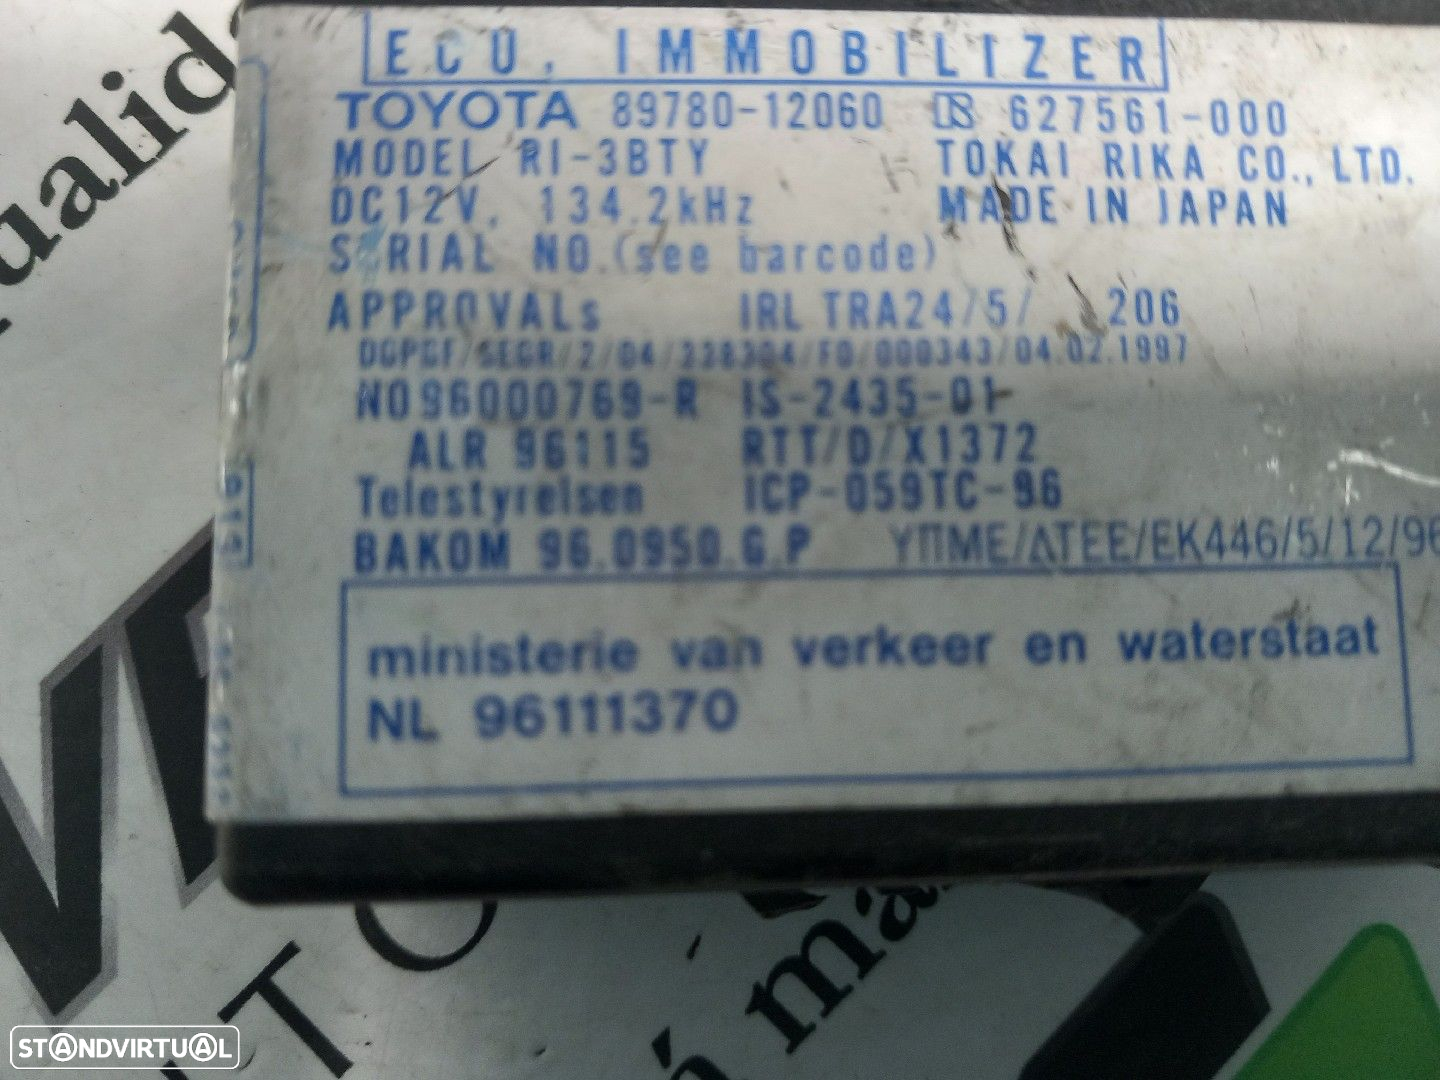 ECU, IMMOBILIZER
TOYOTA 89780-12060 627561-000
MODEL RI-3BTY TOKAI RIKA CO., LTD.
DC12V, 134.2kHz MADE IN JAPAN
SERIAL NO.(see barcode)
APPROVALs IRL TRA24/5/ 206
DGPGF/SEGR/2/04/338304/FO/000343/04.02.1997
NO96000769-R IS-2435-01
ALR 96115 RTT/D/X1372
Telestyrelsen ICP-059TC-96
BAKOM 96.0950.G.P ΥΠΜΕ/ΔΤΕΕ/ΕΚ446/5/12/96
ministerie van verkeer en waterstaat
NL 96111370
STANDVIRTUAL